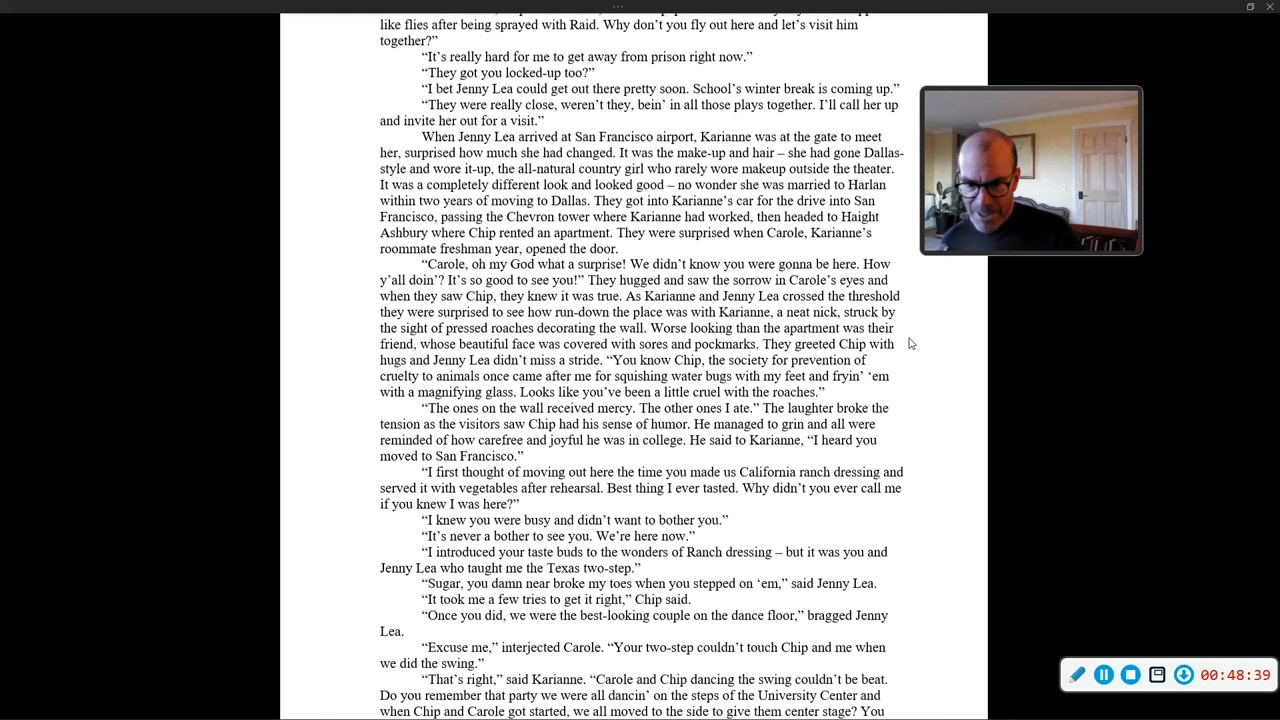 like flies after being sprayed with Raid. Why don’t you fly out here and let’s visit him
together?”
“It’s really hard for me to get away from prison right now.”
“They got you locked-up too?”
“I bet Jenny Lea could get out there pretty soon. School’s winter break is coming up.”
“They were really close, weren’t they, bein’ in all those plays together. I’ll call her up
and invite her out for a visit.”
When Jenny Lea arrived at San Francisco airport, Karianne was at the gate to meet
her, surprised how much she had changed. It was the make-up and hair – she had gone Dallas-
style and wore it-up, the all-natural country girl who rarely wore makeup outside the theater.
It was a completely different look and looked good – no wonder she was married to Harlan
within two years of moving to Dallas. They got into Karianne’s car for the drive into San
Francisco, passing the Chevron tower where Karianne had worked, then headed to Haight
Ashbury where Chip rented an apartment. They were surprised when Carole, Karianne’s
roommate freshman year, opened the door.
“Carole, oh my God what a surprise! We didn’t know you were gonna be here. How
y’all doin’? It’s so good to see you!” They hugged and saw the sorrow in Carole’s eyes and
when they saw Chip, they knew it was true. As Karianne and Jenny Lea crossed the threshold
they were surprised to see how run-down the place was with Karianne, a neat nick, struck by
the sight of pressed roaches decorating the wall. Worse looking than the apartment was their
friend, whose beautiful face was covered with sores and pockmarks. They greeted Chip with
hugs and Jenny Lea didn’t miss a stride. “You know Chip, the society for prevention of
cruelty to animals once came after me for squishing water bugs with my feet and fryin’ ‘em
with a magnifying glass. Looks like you’ve been a little cruel with the roaches.”
“The ones on the wall received mercy. The other ones I ate.” The laughter broke the
tension as the visitors saw Chip had his sense of humor. He managed to grin and all were
reminded of how carefree and joyful he was in college. He said to Karianne, “I heard you
moved to San Francisco.”
“I first thought of moving out here the time you made us California ranch dressing and
served it with vegetables after rehearsal. Best thing I ever tasted. Why didn’t you ever call me
if you knew I was here?”
“I knew you were busy and didn’t want to bother you.”
“It’s never a bother to see you. We’re here now.”
“I introduced your taste buds to the wonders of Ranch dressing – but it was you and
Jenny Lea who taught me the Texas two-step.”
“Sugar, you damn near broke my toes when you stepped on ‘em,” said Jenny Lea.
“It took me a few tries to get it right,” Chip said.
“Once you did, we were the best-looking couple on the dance floor,” bragged Jenny
Lea.
“Excuse me,” interjected Carole. “Your two-step couldn’t touch Chip and me when
we did the swing.”
“That’s right,” said Karianne. “Carole and Chip dancing the swing couldn’t be beat.
Do you remember that party we were all dancin’ on the steps of the University Center and
when Chip and Carole got started, we all moved to the side to give them center stage? You
00:48:39